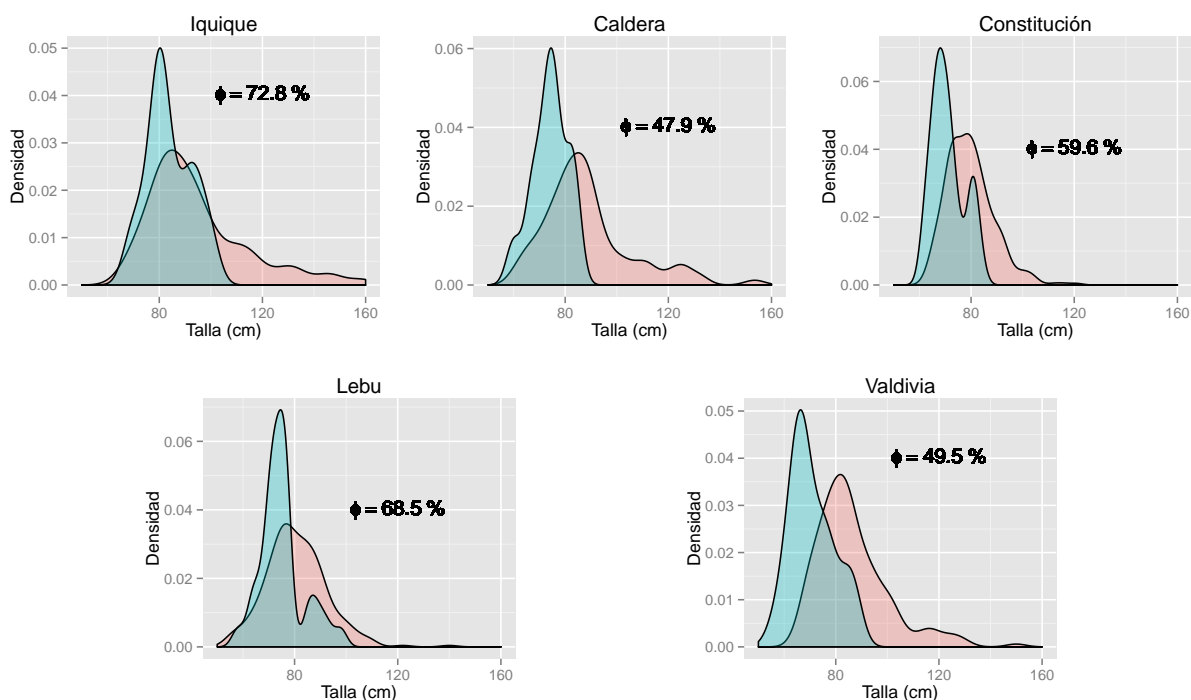 Iquique
Densidad
0.05
0.04
0.03
0.02
0.01
0.00
ϕ = 72.8 %
80
120
160
Talla (cm)
Caldera
Densidad
0.06
0.04
0.02
0.00
ϕ = 47.9 %
80
120
160
Talla (cm)
Constitución
Densidad
0.06
0.04
0.02
0.00
ϕ = 59.6 %
80
120
160
Talla (cm)
Lebu
Densidad
0.06
0.04
0.02
0.00
ϕ = 68.5 %
80
120
160
Talla (cm)
Valdivia
Densidad
0.05
0.04
0.03
0.02
0.01
0.00
ϕ = 49.5 %
80
120
160
Talla (cm)